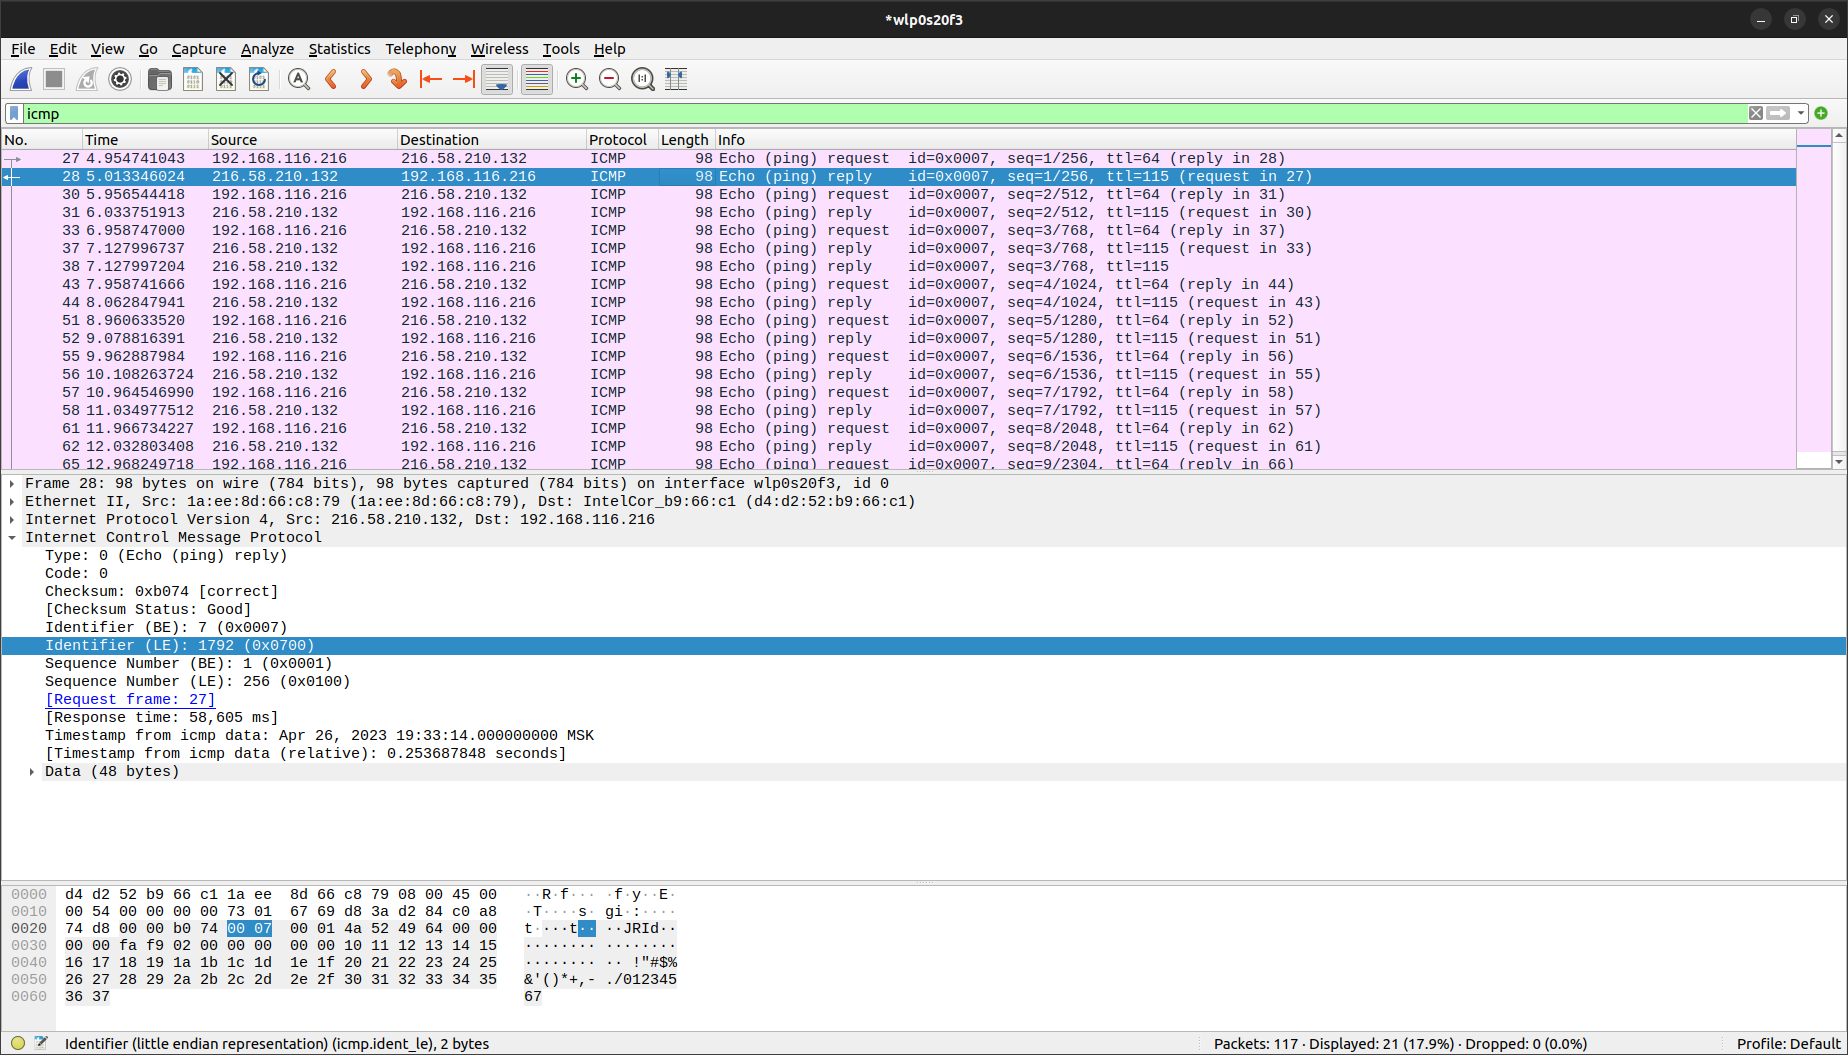 *wlp0s20f3
File Edit View Go Capture Analyze Statistics Telephony Wireless Tools Help
icmp
No. Time Source Destination Protocol Length Info
27 4.954741043 192.168.116.216 216.58.210.132 ICMP 98 Echo (ping) request id=0x0007, seq=1/256, ttl=64 (reply in 28)
28 5.013346024 216.58.210.132 192.168.116.216 ICMP 98 Echo (ping) reply id=0x0007, seq=1/256, ttl=115 (request in 27)
30 5.956544418 192.168.116.216 216.58.210.132 ICMP 98 Echo (ping) request id=0x0007, seq=2/512, ttl=64 (reply in 31)
31 6.033751913 216.58.210.132 192.168.116.216 ICMP 98 Echo (ping) reply id=0x0007, seq=2/512, ttl=115 (request in 30)
33 6.958747000 192.168.116.216 216.58.210.132 ICMP 98 Echo (ping) request id=0x0007, seq=3/768, ttl=64 (reply in 37)
37 7.127996737 216.58.210.132 192.168.116.216 ICMP 98 Echo (ping) reply id=0x0007, seq=3/768, ttl=115 (request in 33)
38 7.127997204 216.58.210.132 192.168.116.216 ICMP 98 Echo (ping) reply id=0x0007, seq=3/768, ttl=115
43 7.958741666 192.168.116.216 216.58.210.132 ICMP 98 Echo (ping) request id=0x0007, seq=4/1024, ttl=64 (reply in 44)
44 8.062847941 216.58.210.132 192.168.116.216 ICMP 98 Echo (ping) reply id=0x0007, seq=4/1024, ttl=115 (request in 43)
51 8.960633520 192.168.116.216 216.58.210.132 ICMP 98 Echo (ping) request id=0x0007, seq=5/1280, ttl=64 (reply in 52)
52 9.078816391 216.58.210.132 192.168.116.216 ICMP 98 Echo (ping) reply id=0x0007, seq=5/1280, ttl=115 (request in 51)
55 9.962887984 192.168.116.216 216.58.210.132 ICMP 98 Echo (ping) request id=0x0007, seq=6/1536, ttl=64 (reply in 56)
56 10.108263724 216.58.210.132 192.168.116.216 ICMP 98 Echo (ping) reply id=0x0007, seq=6/1536, ttl=115 (request in 55)
57 10.964546990 192.168.116.216 216.58.210.132 ICMP 98 Echo (ping) request id=0x0007, seq=7/1792, ttl=64 (reply in 58)
58 11.034977512 216.58.210.132 192.168.116.216 ICMP 98 Echo (ping) reply id=0x0007, seq=7/1792, ttl=115 (request in 57)
61 11.966734227 192.168.116.216 216.58.210.132 ICMP 98 Echo (ping) request id=0x0007, seq=8/2048, ttl=64 (reply in 62)
62 12.032803408 216.58.210.132 192.168.116.216 ICMP 98 Echo (ping) reply id=0x0007, seq=8/2048, ttl=115 (request in 61)
65 12.968249718 192.168.116.216 216.58.210.132 ICMP 98 Echo (ping) request id=0x0007, seq=9/2304, ttl=64 (reply in 66)
Frame 28: 98 bytes on wire (784 bits), 98 bytes captured (784 bits) on interface wlp0s20f3, id 0
Ethernet II, Src: 1a:ee:8d:66:c8:79 (1a:ee:8d:66:c8:79), Dst: IntelCor_b9:66:c1 (d4:d2:52:b9:66:c1)
Internet Protocol Version 4, Src: 216.58.210.132, Dst: 192.168.116.216
Internet Control Message Protocol
Type: 0 (Echo (ping) reply)
Code: 0
Checksum: 0xb074 [correct]
[Checksum Status: Good]
Identifier (BE): 7 (0x0007)
Identifier (LE): 1792 (0x0700)
Sequence Number (BE): 1 (0x0001)
Sequence Number (LE): 256 (0x0100)
[Request frame: 27]
[Response time: 58,605 ms]
Timestamp from icmp data: Apr 26, 2023 19:33:14.000000000 MSK
[Timestamp from icmp data (relative): 0.253687848 seconds]
Data (48 bytes)
0000 d4 d2 52 b9 66 c1 1a ee 8d 66 c8 79 08 00 45 00 ··R·f··· ·f·y··E·
0010 00 54 00 00 00 00 73 01 67 69 d8 3a d2 84 c0 a8 ·T····s· gi·:····
0020 74 d8 00 00 b0 74 00 07 00 01 4a 52 49 64 00 00 t····t·· ··JRId··
0030 00 00 fa f9 02 00 00 00 00 00 10 11 12 13 14 15 ········ ········
0040 16 17 18 19 1a 1b 1c 1d 1e 1f 20 21 22 23 24 25 ········ ·· !"#$%
0050 26 27 28 29 2a 2b 2c 2d 2e 2f 30 31 32 33 34 35 &'()*+,- ./012345
0060 36 37 67
Identifier (little endian representation) (icmp.ident_le), 2 bytes Packets: 117 · Displayed: 21 (17.9%) · Dropped: 0 (0.0%) Profile: Default